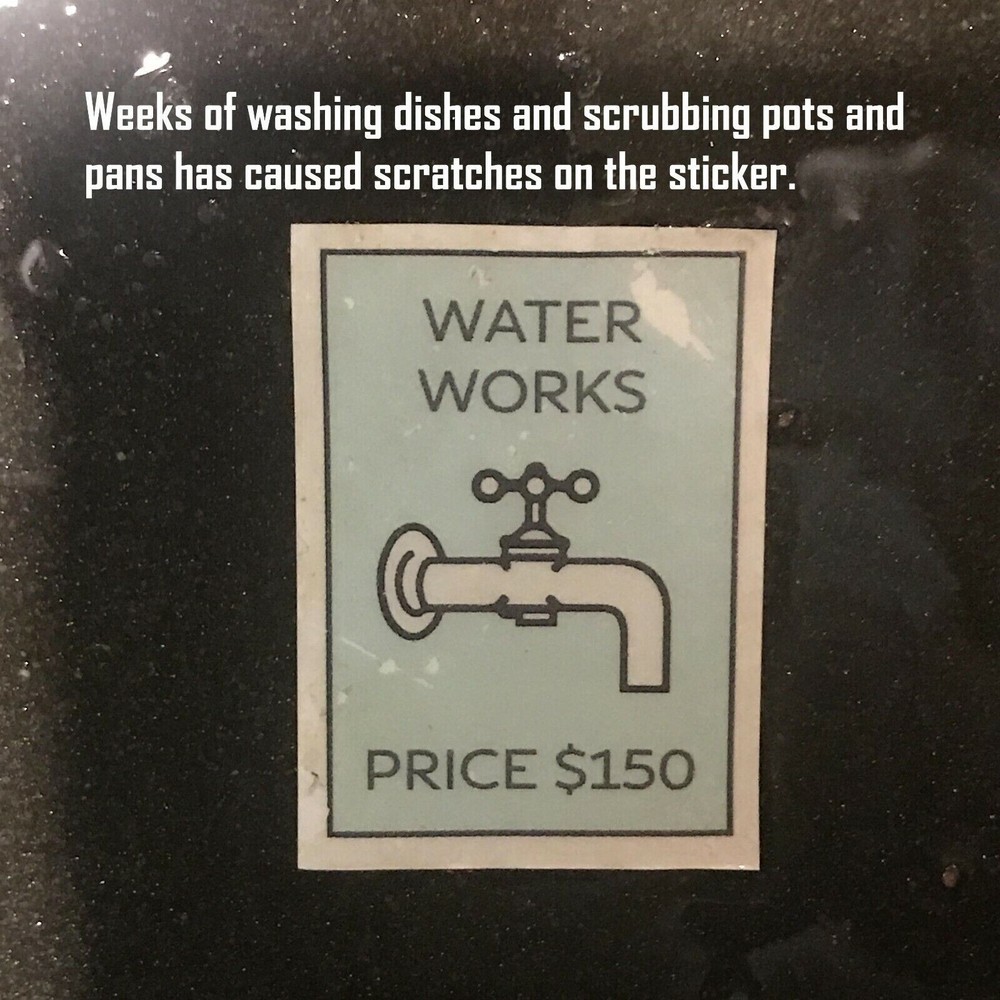 Weeks of washing dishes and scrubbing pots and
pans has caused scratches on the sticker.
WATER
WORKS
PRICE $150